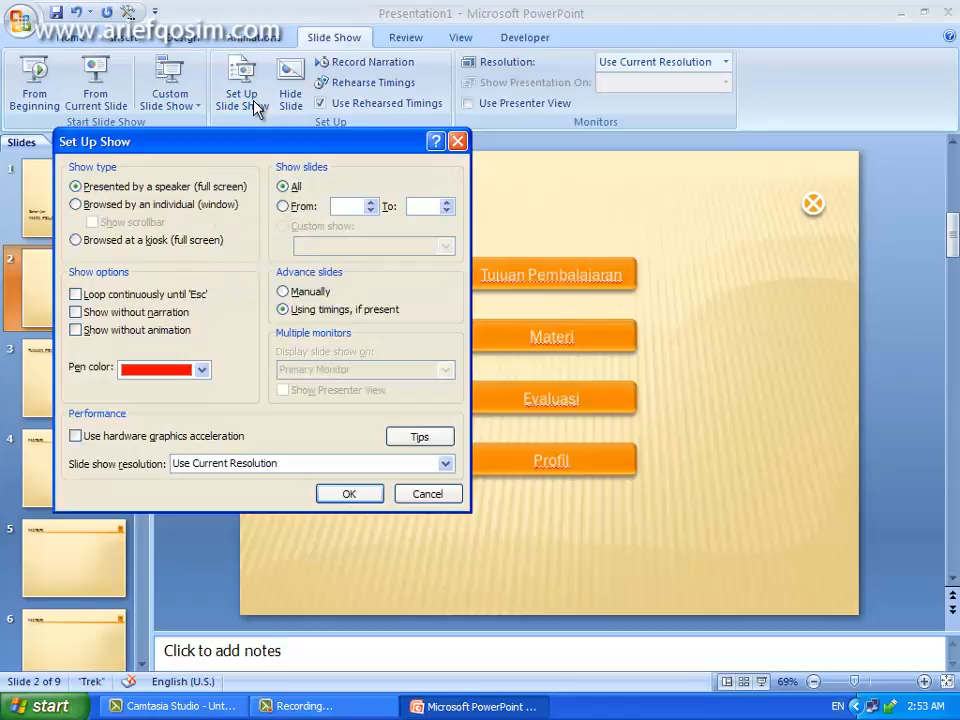 Presentation1 - Microsoft PowerPoint
www.ariefqosim.com
Slide Show Review View Developer
From Beginning
From Current Slide
Custom Slide Show
Set Up Slide Show
Hide Slide
Record Narration
Rehearse Timings
Use Rehearsed Timings
Resolution: Use Current Resolution
Show Presentation On:
Use Presenter View
Start Slide Show
Set Up
Monitors
Slides
Set Up Show
Show type
Presented by a speaker (full screen)
Browsed by an individual (window)
Show scrollbar
Browsed at a kiosk (full screen)
Show slides
All
From: To:
Custom show:
Show options
Loop continuously until 'Esc'
Show without narration
Show without animation
Pen color:
Advance slides
Manually
Using timings, if present
Multiple monitors
Display slide show on:
Primary Monitor
Show Presenter View
Performance
Use hardware graphics acceleration
Tips
Slide show resolution: Use Current Resolution
OK Cancel
1
2
3
4
5
6
Tujuan Pembalajaran
Materi
Evaluasi
Profil
Click to add notes
Slide 2 of 9 'Trek' English (U.S.) 69%
start Camtasia Studio - Unt... Recording... Microsoft PowerPoint ... EN 2:53 AM